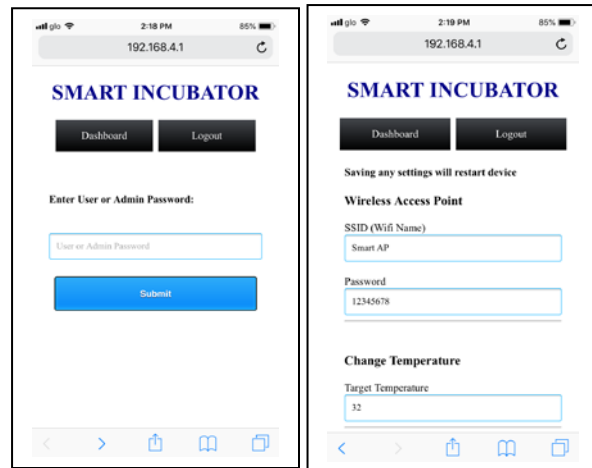 glo 2:18 PM 85%
192.168.4.1
SMART INCUBATOR
Dashboard Logout
Enter User or Admin Password:
User or Admin Password
Submit
glo 2:19 PM 85%
192.168.4.1
SMART INCUBATOR
Dashboard Logout
Saving any settings will restart device
Wireless Access Point
SSID (Wifi Name)
Smart AP
Password
12345678
Change Temperature
Target Temperature
32